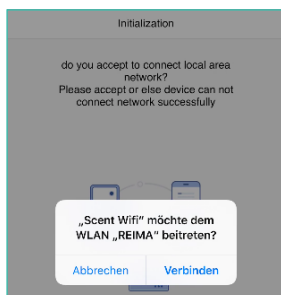 Initialization
do you accept to connect local area
network?
Please accept or else device can not
connect network successfully
„Scent Wifi" möchte dem
WLAN „REIMA" beitreten?
Abbrechen
Verbinden